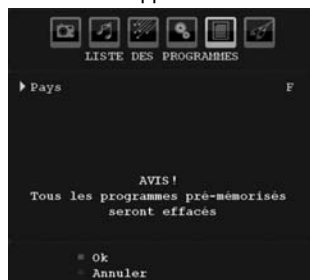 LISTE DES PROGRAMMES
Pays F
AVIS!
Tous les programmes pré-mémorisés
seront effacés
Ok
Annuler